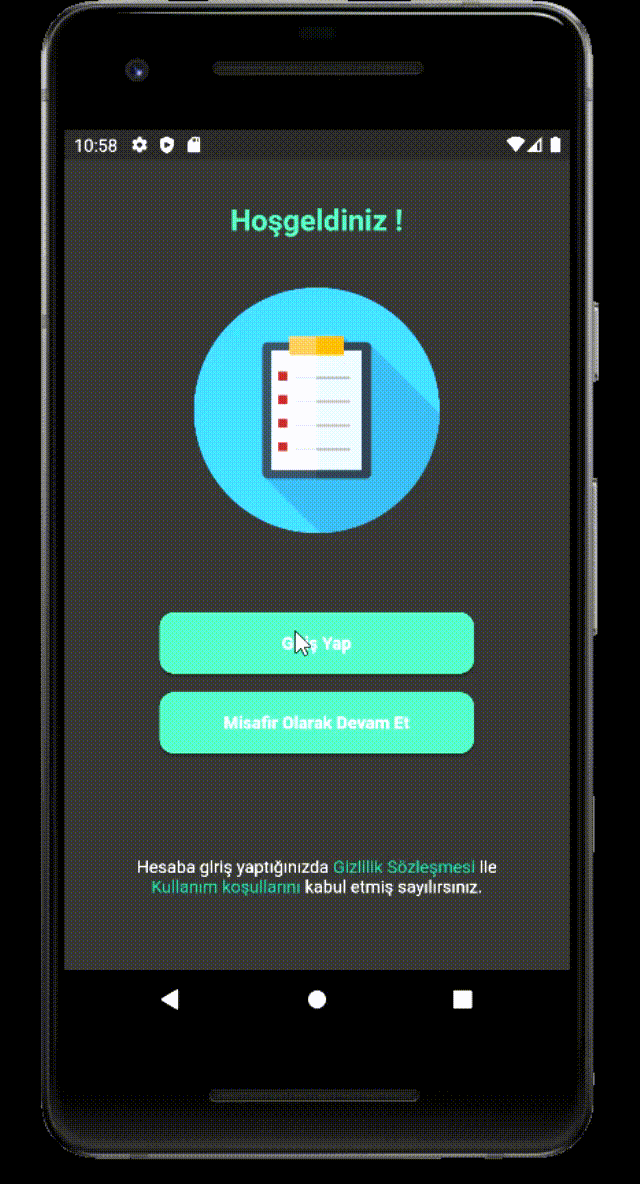 10:58
Hoşgeldiniz !
Giriş Yap
Misafir Olarak Devam Et
Hesaba giriş yaptığınızda Gizlilik Sözleşmesi ile
Kullanım koşullarını kabul etmiş sayılırsınız.